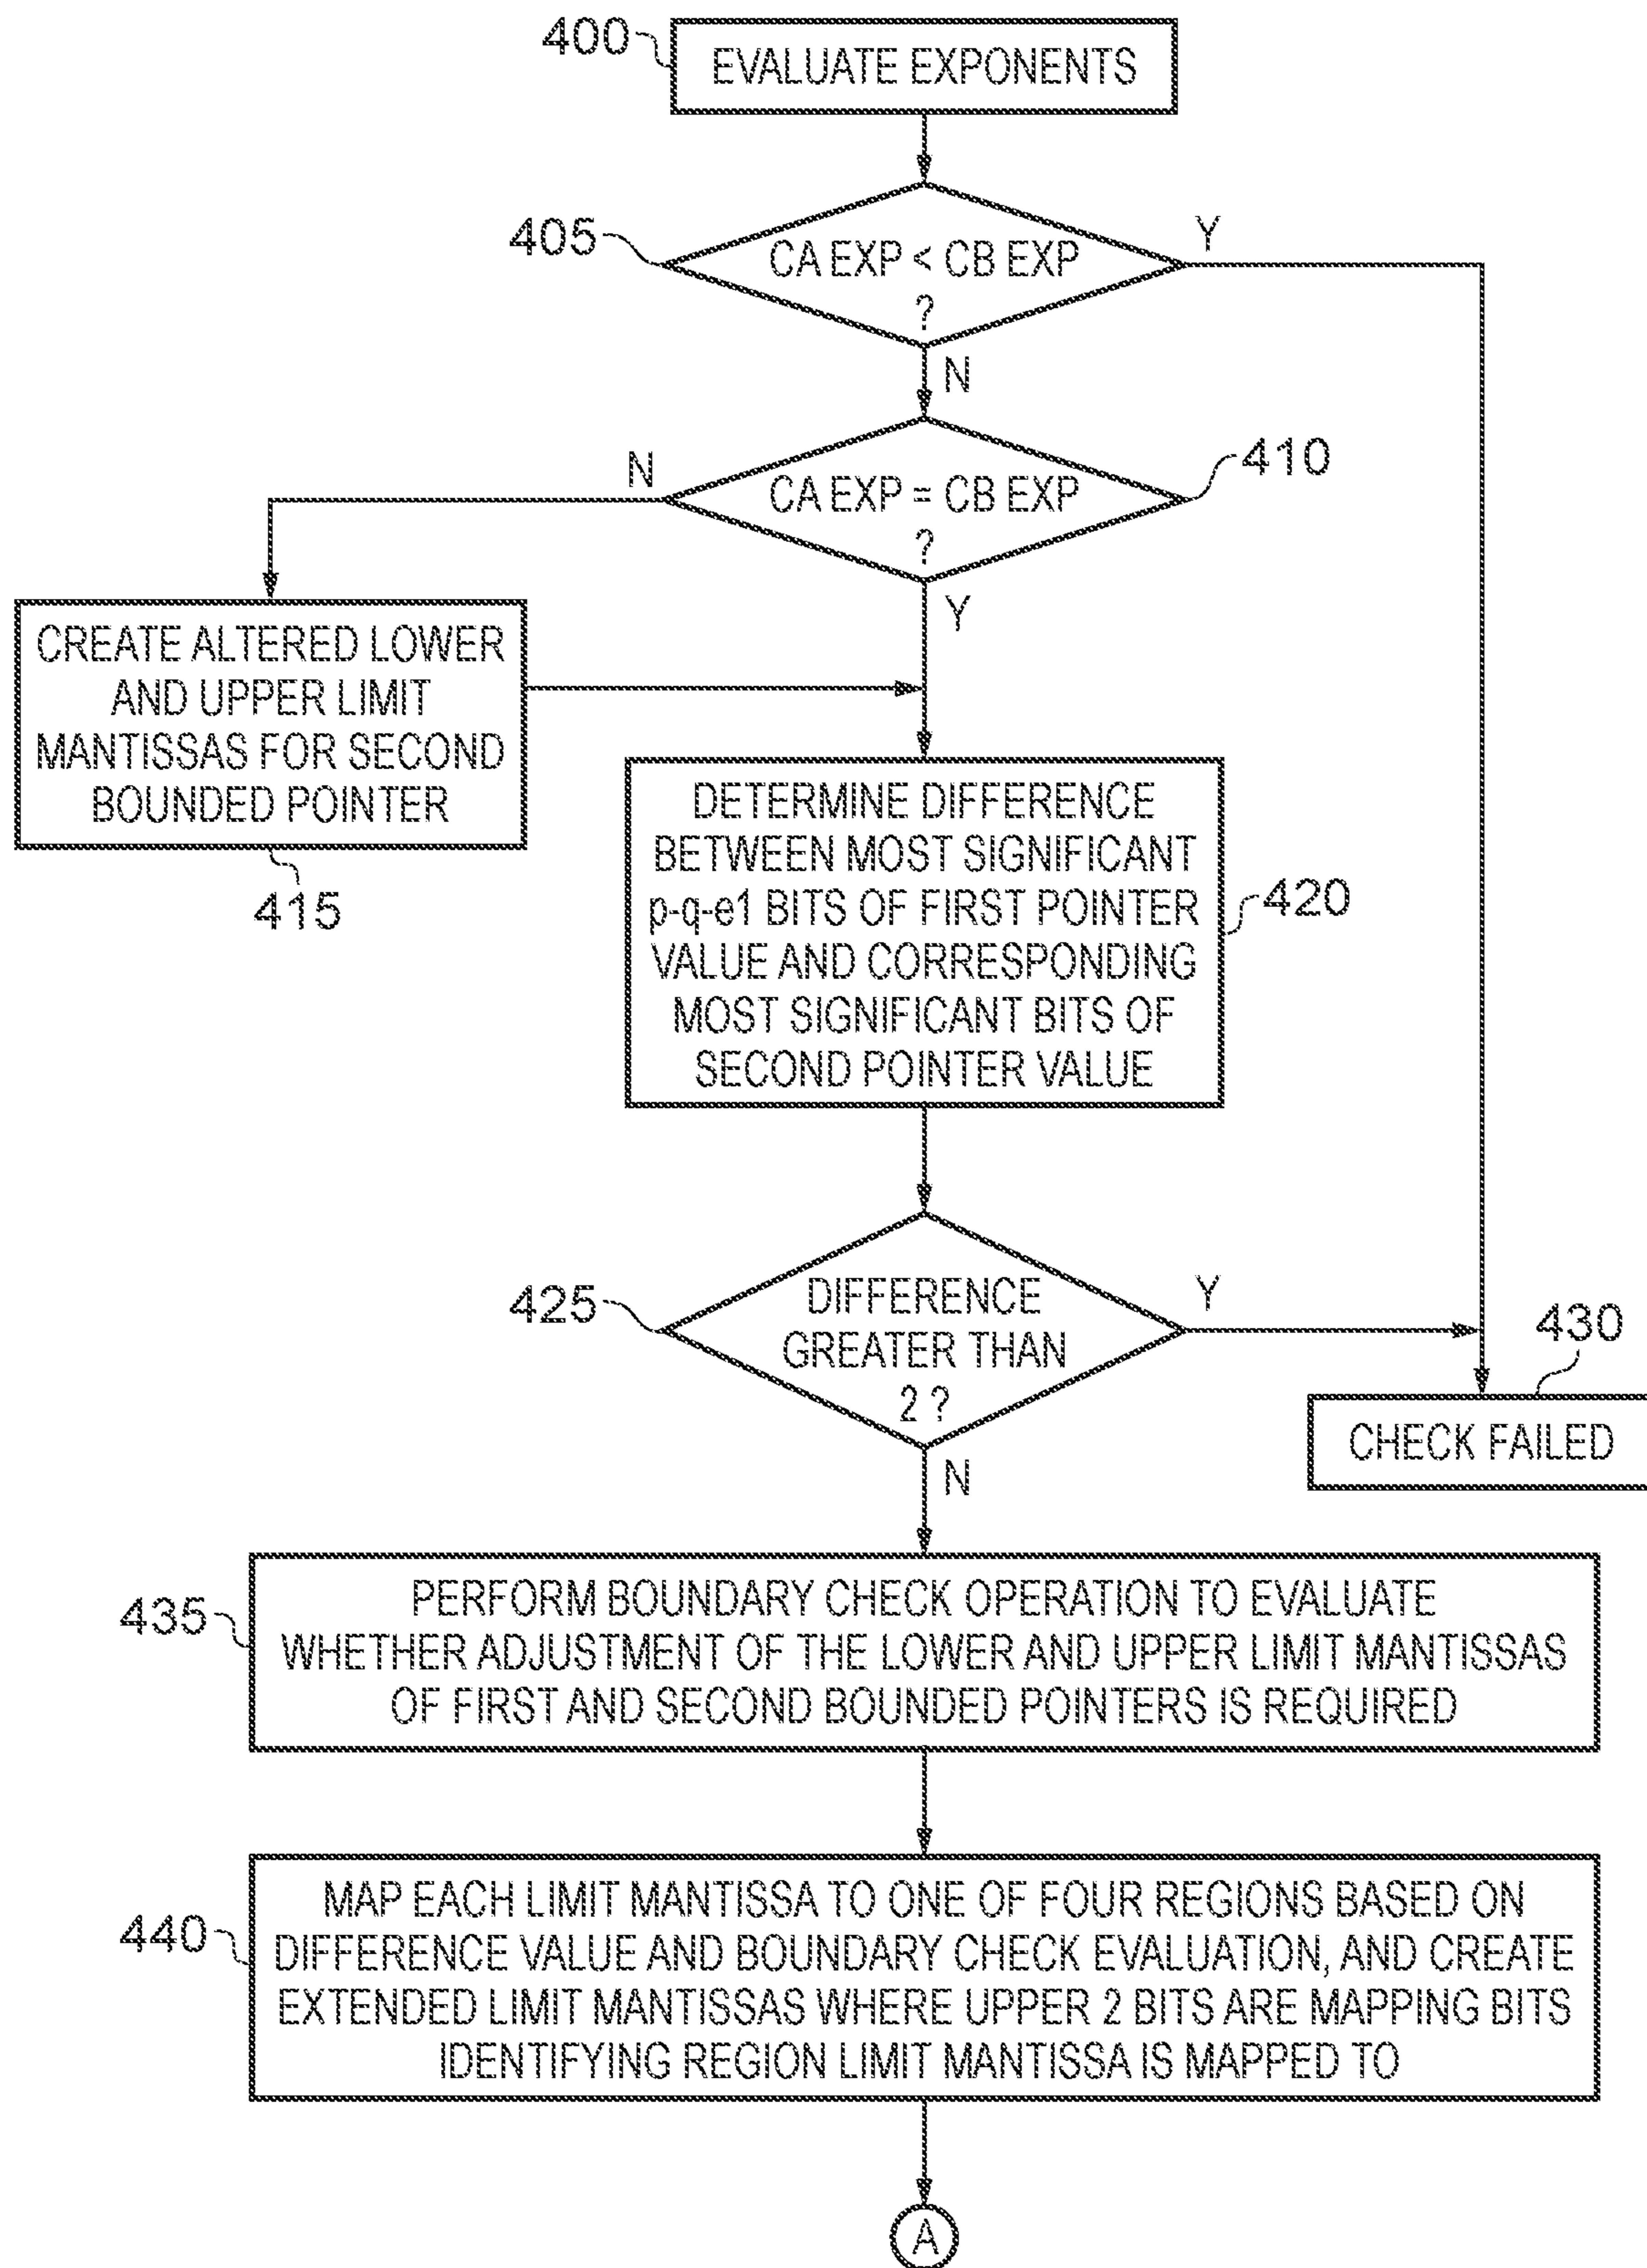 400
EVALUATE EXPONENTS
405
CA EXP < CB EXP
?
Y
N
410
CA EXP = CB EXP
?
N
Y
CREATE ALTERED LOWER
AND UPPER LIMIT
MANTISSAS FOR SECOND
BOUNDED POINTER
415
DETERMINE DIFFERENCE
BETWEEN MOST SIGNIFICANT
p-q-e1 BITS OF FIRST POINTER
VALUE AND CORRESPONDING
MOST SIGNIFICANT BITS OF
SECOND POINTER VALUE
420
425
DIFFERENCE
GREATER THAN
2 ?
Y
N
430
CHECK FAILED
435
PERFORM BOUNDARY CHECK OPERATION TO EVALUATE
WHETHER ADJUSTMENT OF THE LOWER AND UPPER LIMIT MANTISSAS
OF FIRST AND SECOND BOUNDED POINTERS IS REQUIRED
440
MAP EACH LIMIT MANTISSA TO ONE OF FOUR REGIONS BASED ON
DIFFERENCE VALUE AND BOUNDARY CHECK EVALUATION, AND CREATE
EXTENDED LIMIT MANTISSAS WHERE UPPER 2 BITS ARE MAPPING BITS
IDENTIFYING REGION LIMIT MANTISSA IS MAPPED TO
A